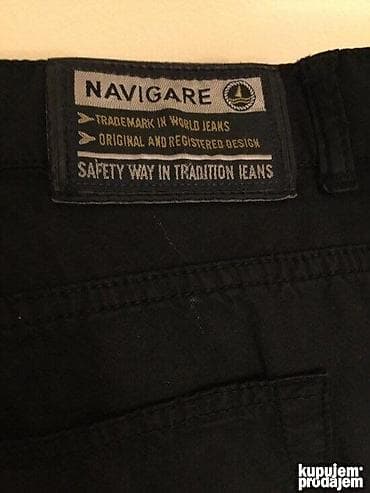 NAVIGARE
TRADEMARK IN WORLD JEANS
ORIGINAL AND REGISTERED DESIGN
SAFETY WAY IN TRADITION JEANS
kupujem
prodajem